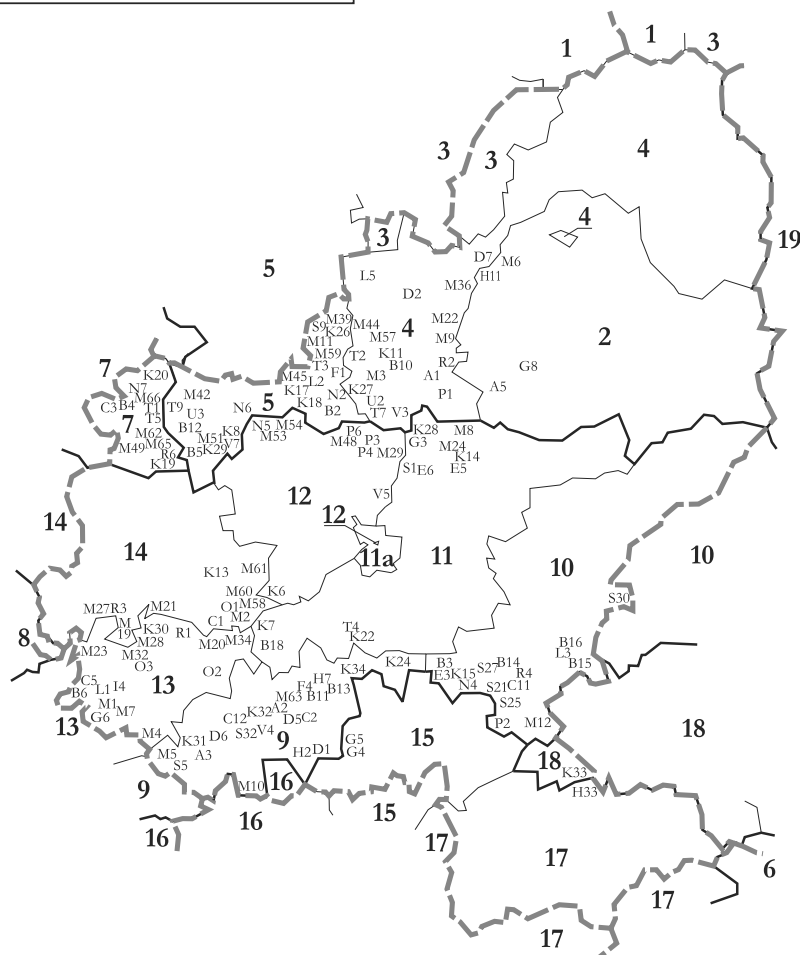 1
1
3
3
3
4
4
3
19
5
D7
M6
H11
L5
M36
D2
S9
M39
K26
M44
4
M22
2
M11
M57
M9
M59
T2
K11
7
T3
F1
B10
R2
G8
K20
M45
L2
M3
A1
A5
N7
K17
K27
P1
M42
N2
U2
M66
C3
B4
T1
T9
N6
5
K18
B2
T7
V3
7
T5
U3
B12
K8
N5
M54
P6
K28
M8
M62
M51
V7
M53
M48
P3
G3
M49
M65
K29
P4
M29
M24
R6
B5
K14
K19
S1
E6
E5
12
V5
14
12
14
11a
11
10
10
K13
M61
M60
K6
S30
M27
R3
M21
O1
M58
M
19
K30
C1
M2
K7
T4
8
M28
R1
M20
M34
K22
B18
B16
M23
M32
L3
O3
K24
B3
S27
B14
B15
C5
13
O2
K34
E3
K15
R4
B6
L1
I4
H7
F4
B13
N4
S21
C11
M1
M63
B11
S25
M7
K32
A2
13
G6
C12
D5
C2
P2
M12
18
M4
D6
S32
V4
G5
15
K31
9
M5
A3
H2
D1
G4
18
S5
K33
9
M10
16
H33
16
16
15
17
17
6
17
17